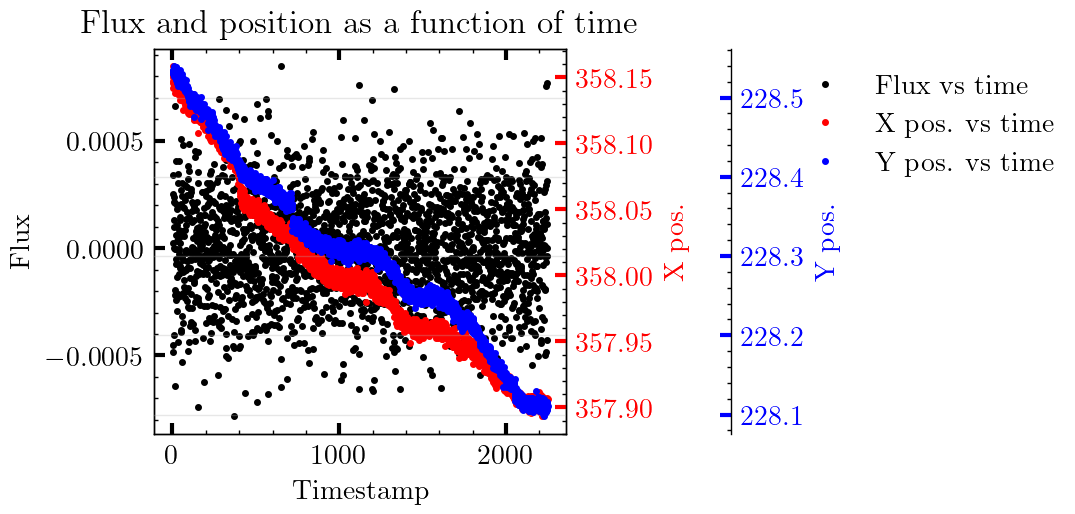 Flux and position as a function of time
Flux
0.0005
0.0000
−0.0005
0
1000
2000
Timestamp
358.15
358.10
358.05
358.00
357.95
357.90
X pos.
228.5
228.4
228.3
228.2
228.1
Y pos.
Flux vs time
X pos. vs time
Y pos. vs time